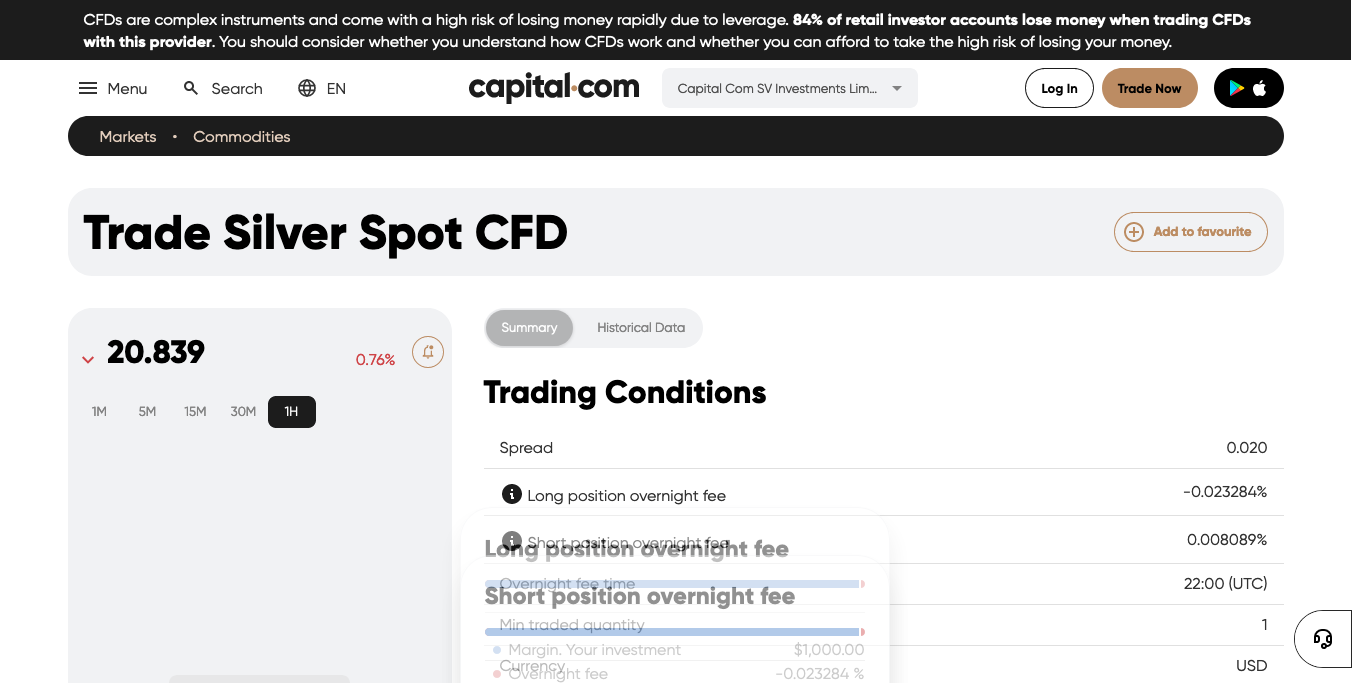 CFDs are complex instruments and come with a high risk of losing money rapidly due to leverage. 84% of retail investor accounts lose money when trading CFDs
with this provider. You should consider whether you understand how CFDs work and whether you can afford to take the high risk of losing your money.
Menu Search EN capital.com Capital Com SV Investments Lim... Log In Trade Now
Markets • Commodities
Trade Silver Spot CFD Add to favourite
20.839 0.76%
1M 5M 15M 30M 1H
Summary Historical Data
Trading Conditions
Spread 0.020
Long position overnight fee -0.023284%
Short position overnight fee 0.008089%
Long position overnight fee
Overnight fee time 22:00 (UTC)
Short position overnight fee
Min traded quantity 1
Margin. Your investment $1,000.00
Currency USD
Overnight fee -0.023284 %